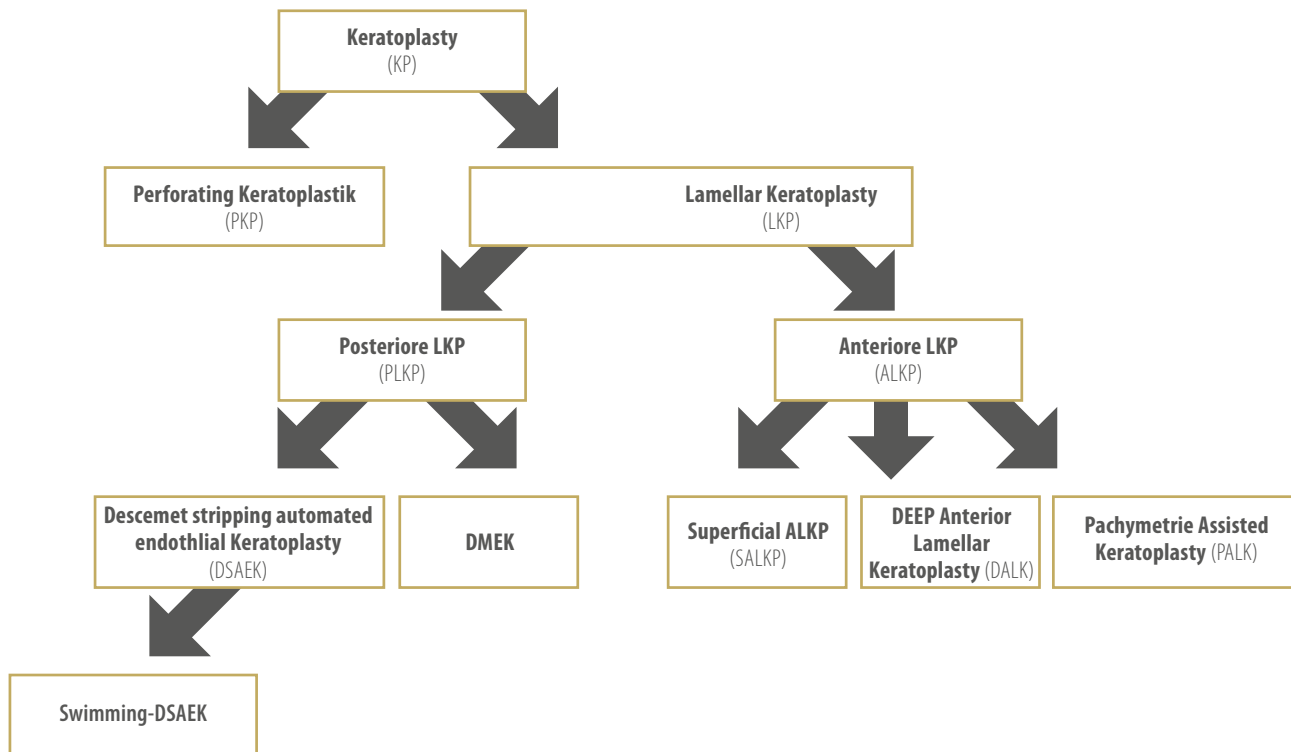 Keratoplasty
(KP)
Perforating Keratoplastik
(PKP)
Lamellar Keratoplasty
(LKP)
Posteriore LKP
(PLKP)
Anteriore LKP
(ALKP)
Descemet stripping automated
endothlial Keratoplasty
(DSAEK)
DMEK
Superficial ALKP
(SALKP)
DEEP Anterior
Lamellar
Keratoplasty (DALK)
Pachymetrie Assisted
Keratoplasty (PALK)
Swimming-DSAEK